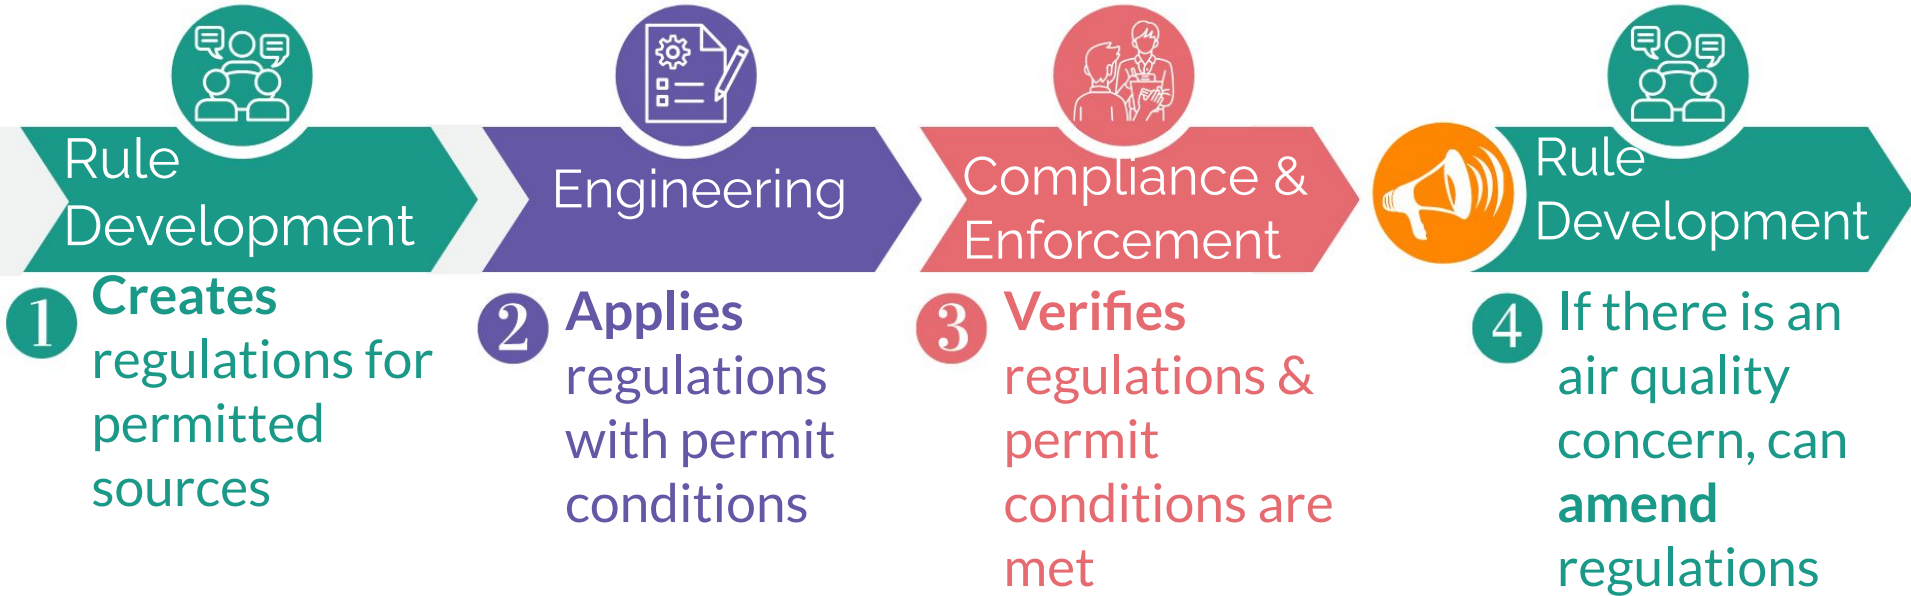 Rule
Development
1
Creates
regulations for
permitted
sources
Engineering
2
Applies
regulations
with permit
conditions
Compliance &
Enforcement
3
Verifies
regulations &
permit
conditions are
met
Rule
Development
4
If there is an
air quality
concern, can
amend
regulations